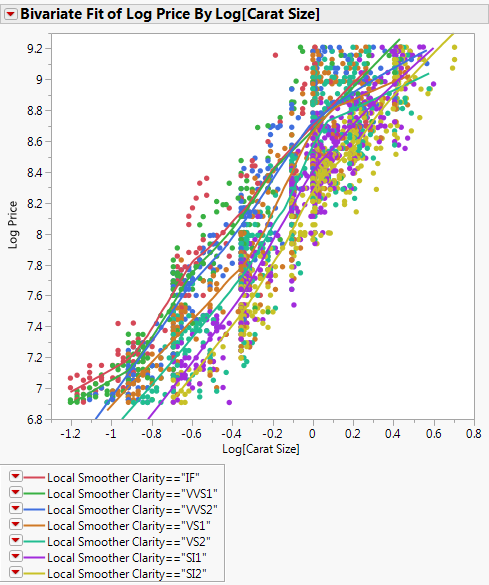 Bivariate Fit of Log Price By Log[Carat Size]
9.2
9
8.8
8.6
8.4
8.2
8
7.8
7.6
7.4
7.2
7
6.8
Log Price
-1.2 -1 -0.8 -0.6 -0.4 -0.2 0 0.2 0.4 0.6 0.8
Log[Carat Size]
Local Smoother Clarity=="IF"
Local Smoother Clarity=="VVS1"
Local Smoother Clarity=="VVS2"
Local Smoother Clarity=="VS1"
Local Smoother Clarity=="VS2"
Local Smoother Clarity=="SI1"
Local Smoother Clarity=="SI2"